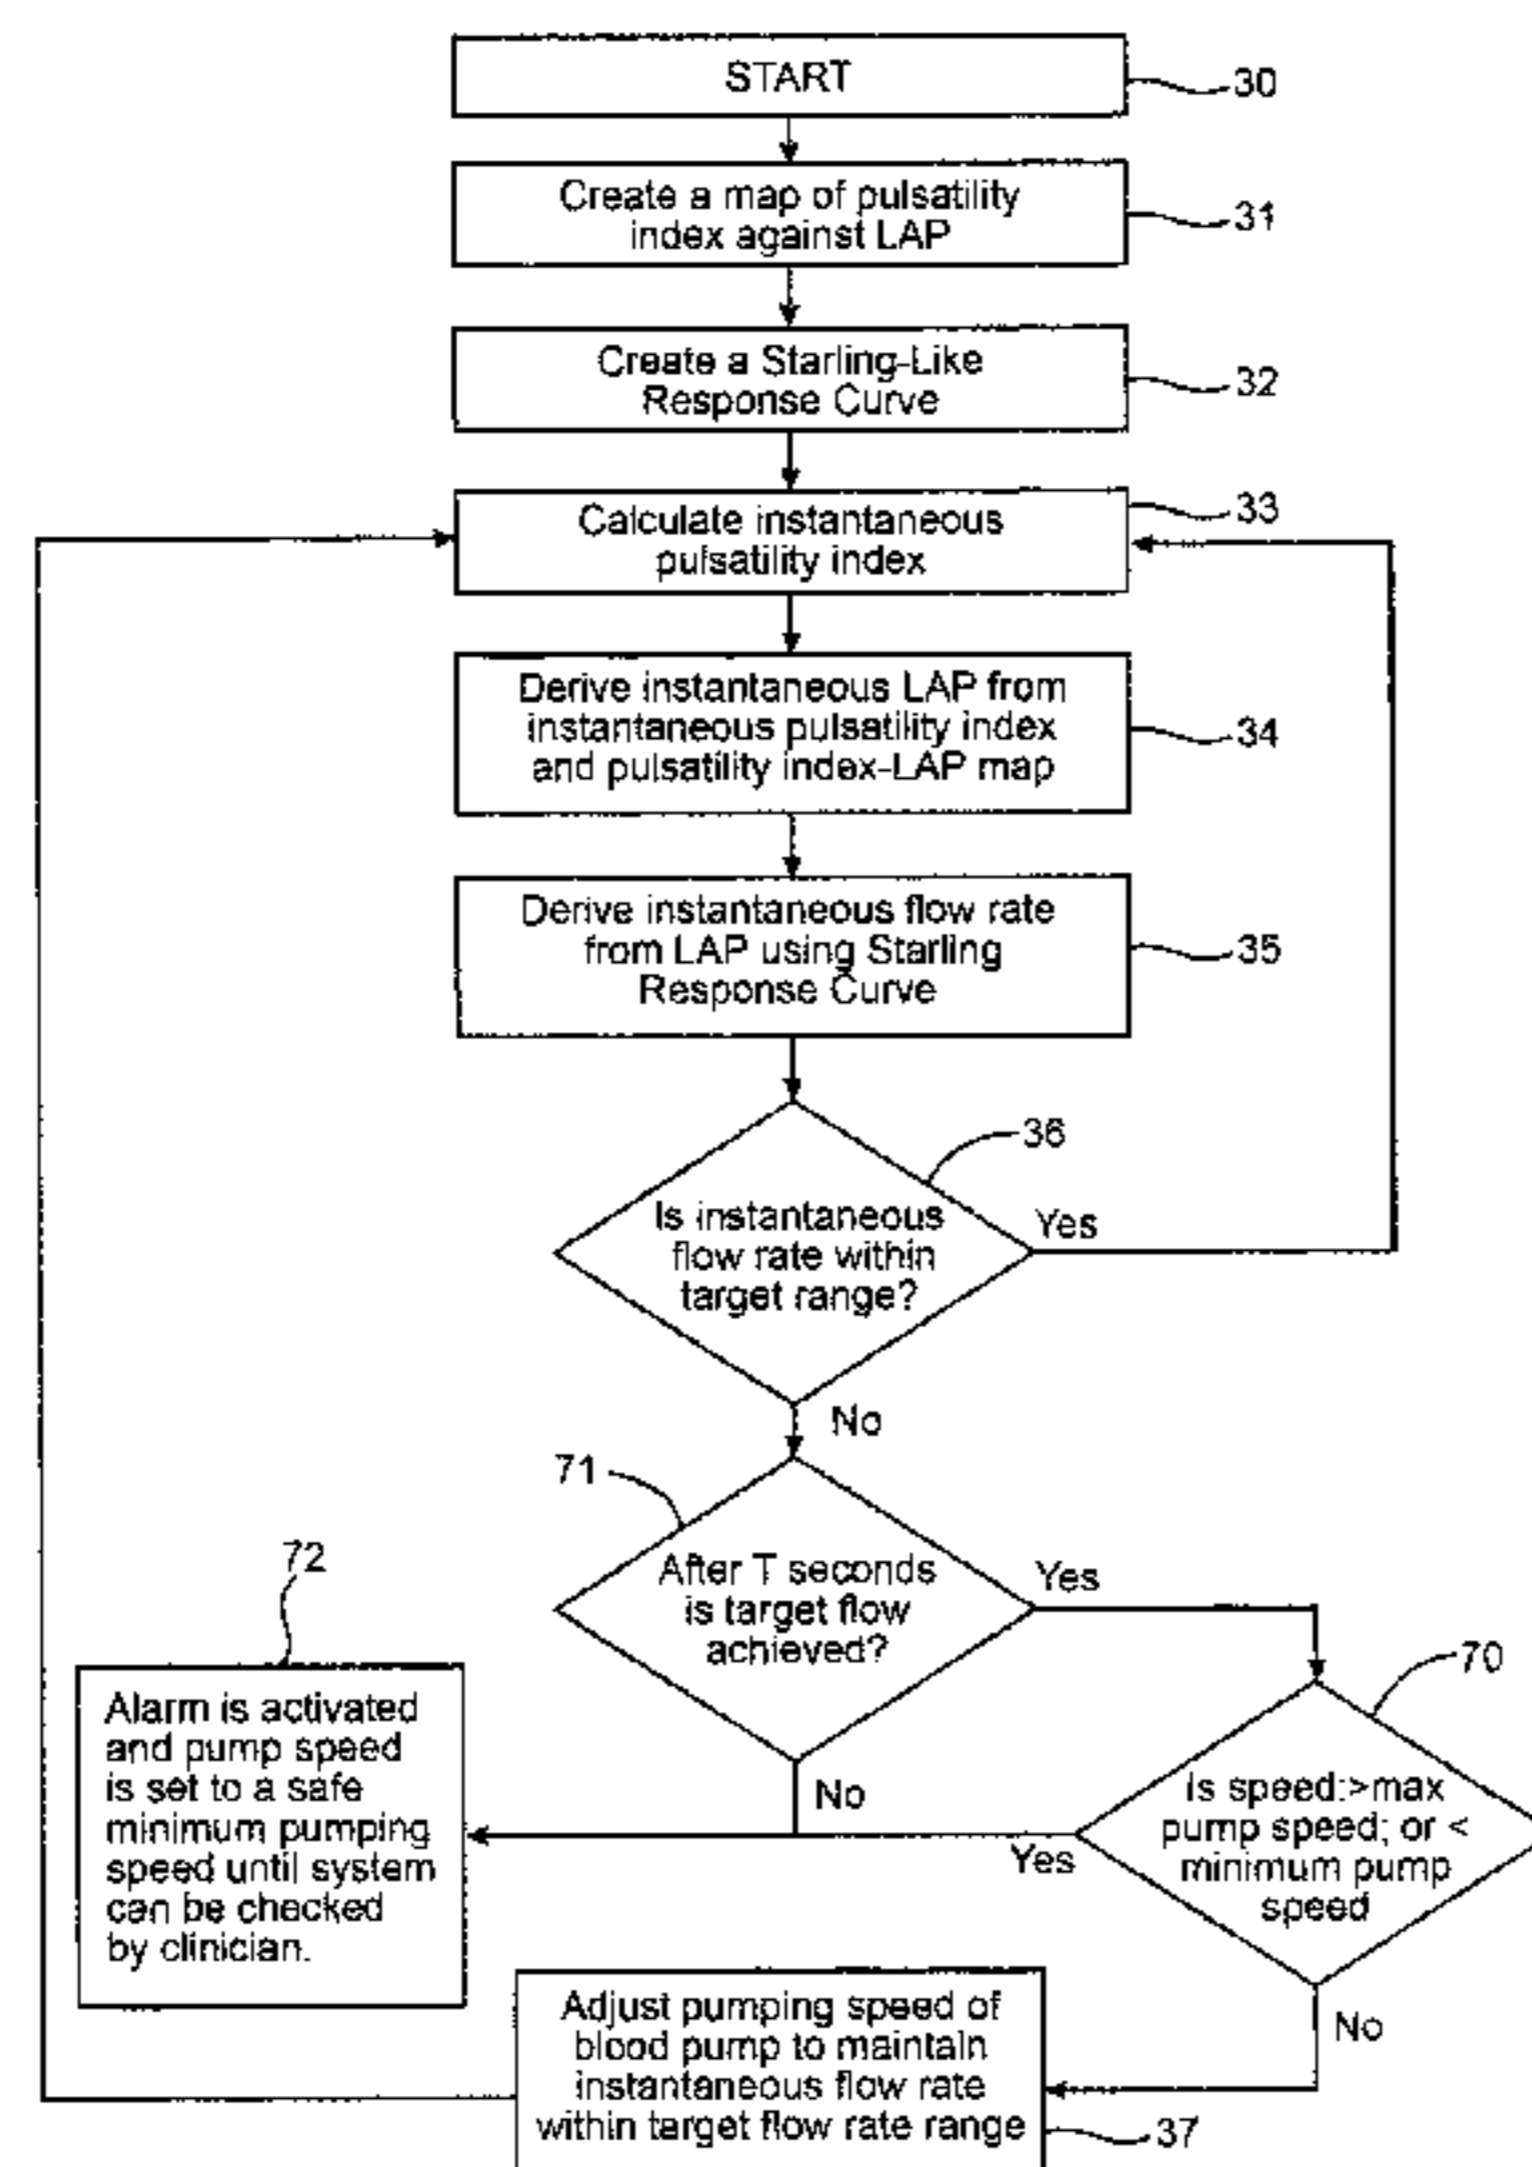 START
30
Create a map of pulsatility
index against LAP
31
Create a Starling-Like
Response Curve
32
Calculate instantaneous
pulsatility index
33
Derive instantaneous LAP from
instantaneous pulsatility index
and pulsatility index-LAP map
34
Derive instantaneous flow rate
from LAP using Starling
Response Curve
35
36
Is instantaneous
flow rate within
target range?
Yes
No
71
After T seconds
is target flow
achieved?
Yes
No
72
Alarm is activated
and pump speed
is set to a safe
minimum pumping
speed until system
can be checked
by clinician.
70
Is speed:>max
pump speed; or <
minimum pump
speed
Yes
No
Adjust pumping speed of
blood pump to maintain
instantaneous flow rate
within target flow rate range
37